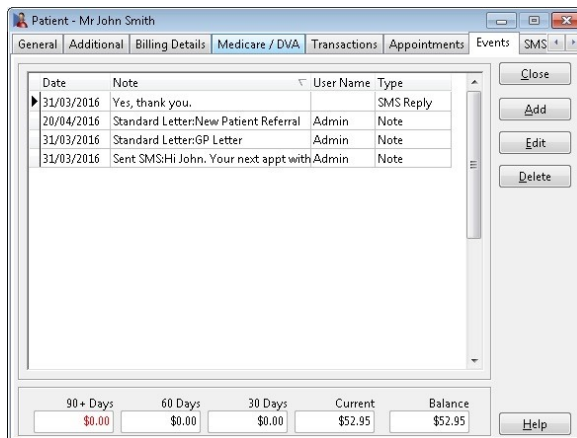 Patient - Mr John Smith
General Additional Billing Details Medicare / DVA Transactions Appointments Events SMS
Date Note User Name Type
31/03/2016 Yes, thank you. SMS Reply
20/04/2016 Standard Letter:New Patient Referral Admin Note
31/03/2016 Standard Letter:GP Letter Admin Note
31/03/2016 Sent SMS:Hi John. Your next appt with Admin Note
Close
Add
Edit
Delete
90+ Days 60 Days 30 Days Current Balance
$0.00 $0.00 $0.00 $52.95 $52.95
Help